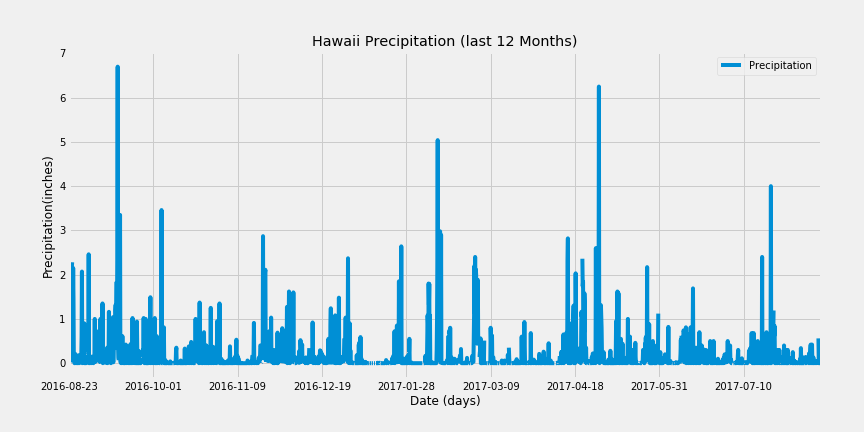 Hawaii Precipitation (last 12 Months)
Precipitation
7
6
5
4
3
2
1
0
Precipitation(inches)
2016-08-23 2016-10-01 2016-11-09 2016-12-19 2017-01-28 2017-03-09 2017-04-18 2017-05-31 2017-07-10
Date (days)